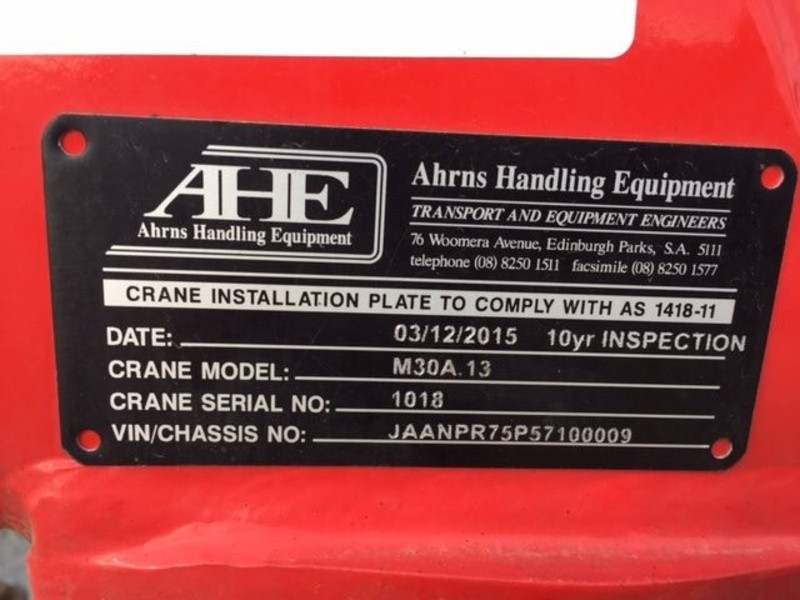 AHE
Ahrns Handling Equipment
Ahrns Handling Equipment
TRANSPORT AND EQUIPMENT ENGINEERS
76 Woomera Avenue, Edinburgh Parks, S.A. 5111
telephone (08) 8250 1511 facsimile (08) 8250 1577
CRANE INSTALLATION PLATE TO COMPLY WITH AS 1418-11
DATE: 03/12/2015 10yr INSPECTION
CRANE MODEL: M30A.13
CRANE SERIAL NO: 1018
VIN/CHASSIS NO: JAANPR75P57100009